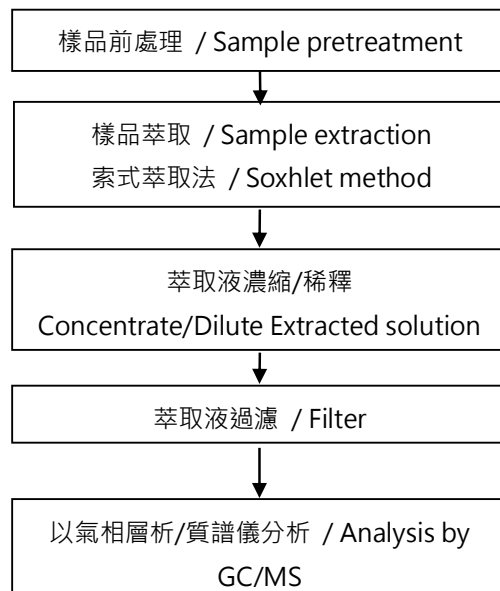 樣品前處理 / Sample pretreatment
樣品萃取 / Sample extraction
索式萃取法 / Soxhlet method
萃取液濃縮/稀釋
Concentrate/Dilute Extracted solution
萃取液過濾 / Filter
以氣相層析/質譜儀分析 / Analysis by
GC/MS